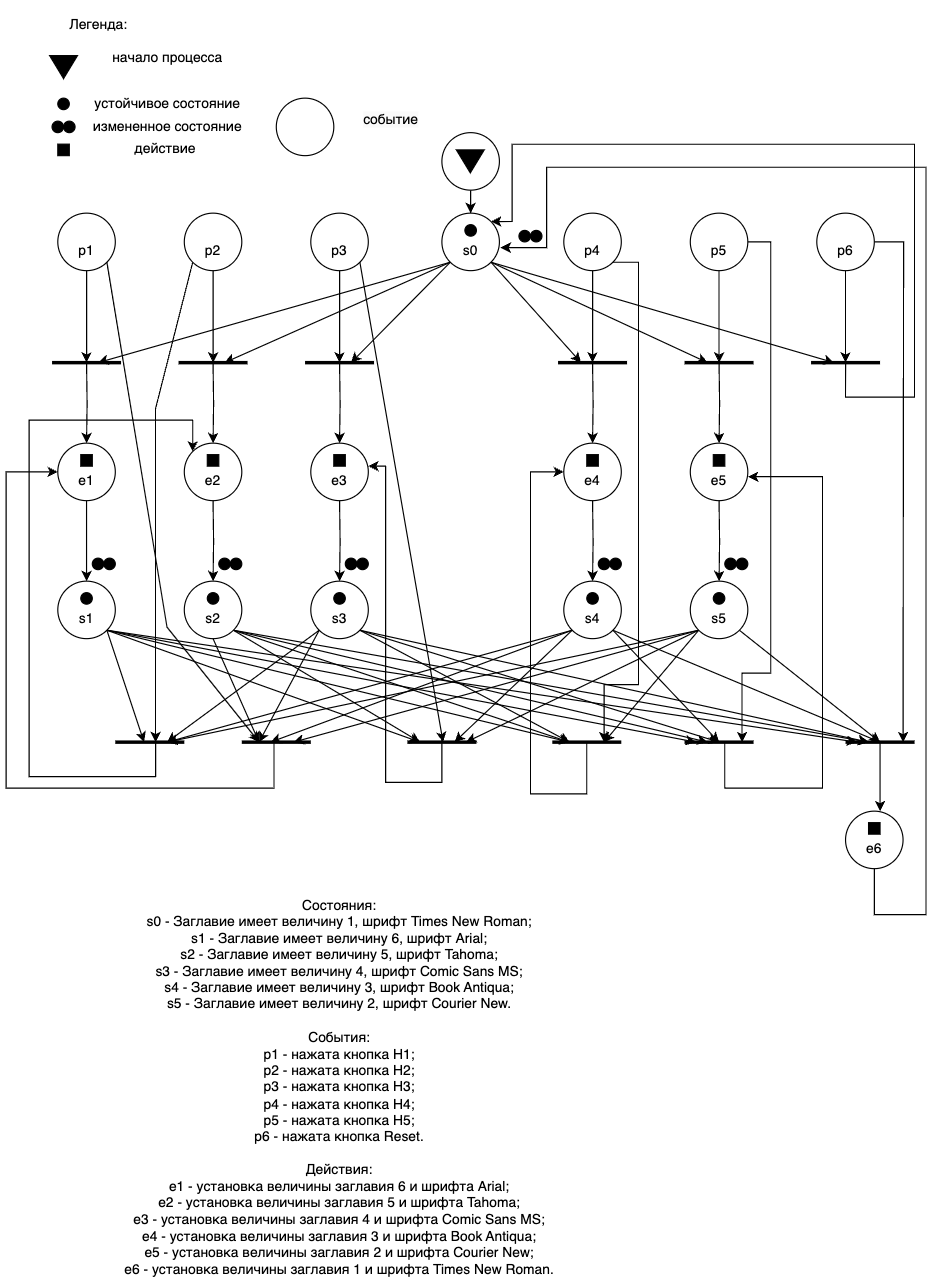 Легенда:
начало процесса
устойчивое состояние
измененное состояние
действие
событие
p1
p2
p3
s0
p4
p5
p6
e1
e2
e3
e4
e5
s1
s2
s3
s4
s5
e6
Состояния:
s0 - Заглавие имеет величину 1, шрифт Times New Roman;
s1 - Заглавие имеет величину 6, шрифт Arial;
s2 - Заглавие имеет величину 5, шрифт Tahoma;
s3 - Заглавие имеет величину 4, шрифт Comic Sans MS;
s4 - Заглавие имеет величину 3, шрифт Book Antiqua;
s5 - Заглавие имеет величину 2, шрифт Courier New.
События:
p1 - нажата кнопка H1;
p2 - нажата кнопка H2;
p3 - нажата кнопка H3;
p4 - нажата кнопка H4;
p5 - нажата кнопка H5;
p6 - нажата кнопка Reset.
Действия:
e1 - установка величины заглавия 6 и шрифта Arial;
e2 - установка величины заглавия 5 и шрифта Tahoma;
e3 - установка величины заглавия 4 и шрифта Comic Sans MS;
e4 - установка величины заглавия 3 и шрифта Book Antiqua;
e5 - установка величины заглавия 2 и шрифта Courier New;
e6 - установка величины заглавия 1 и шрифта Times New Roman.